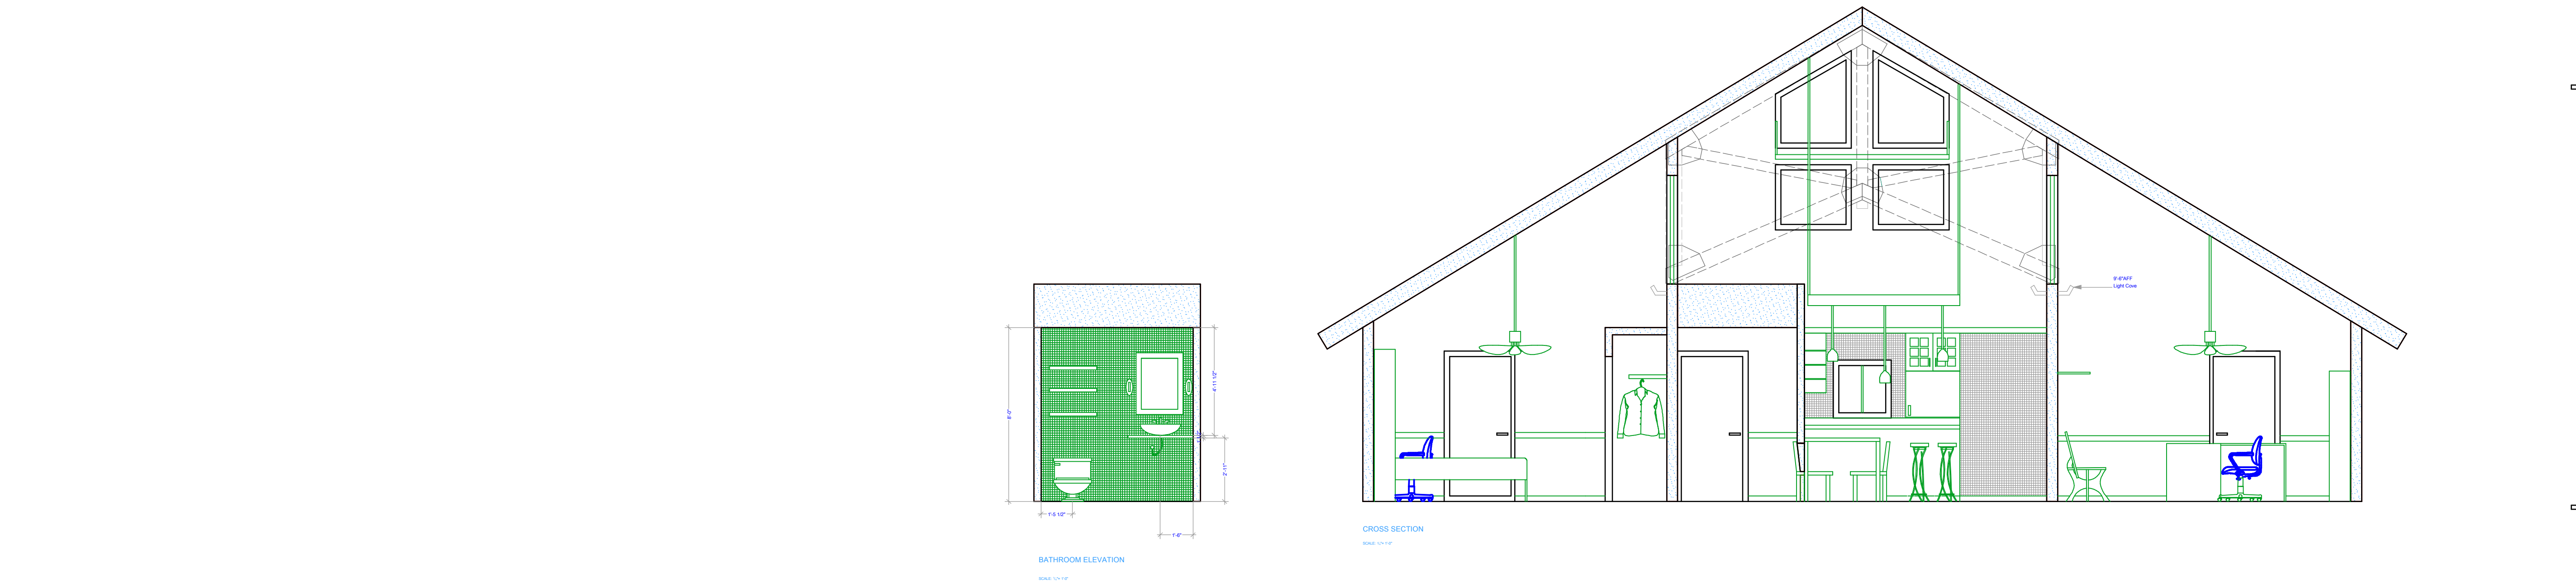 9'-6"AFF
Light Cove
8'-0"
4'-11 1/2"
2'-11"
1'-5 1/2"
1'-6"
CROSS SECTION
BATHROOM ELEVATION